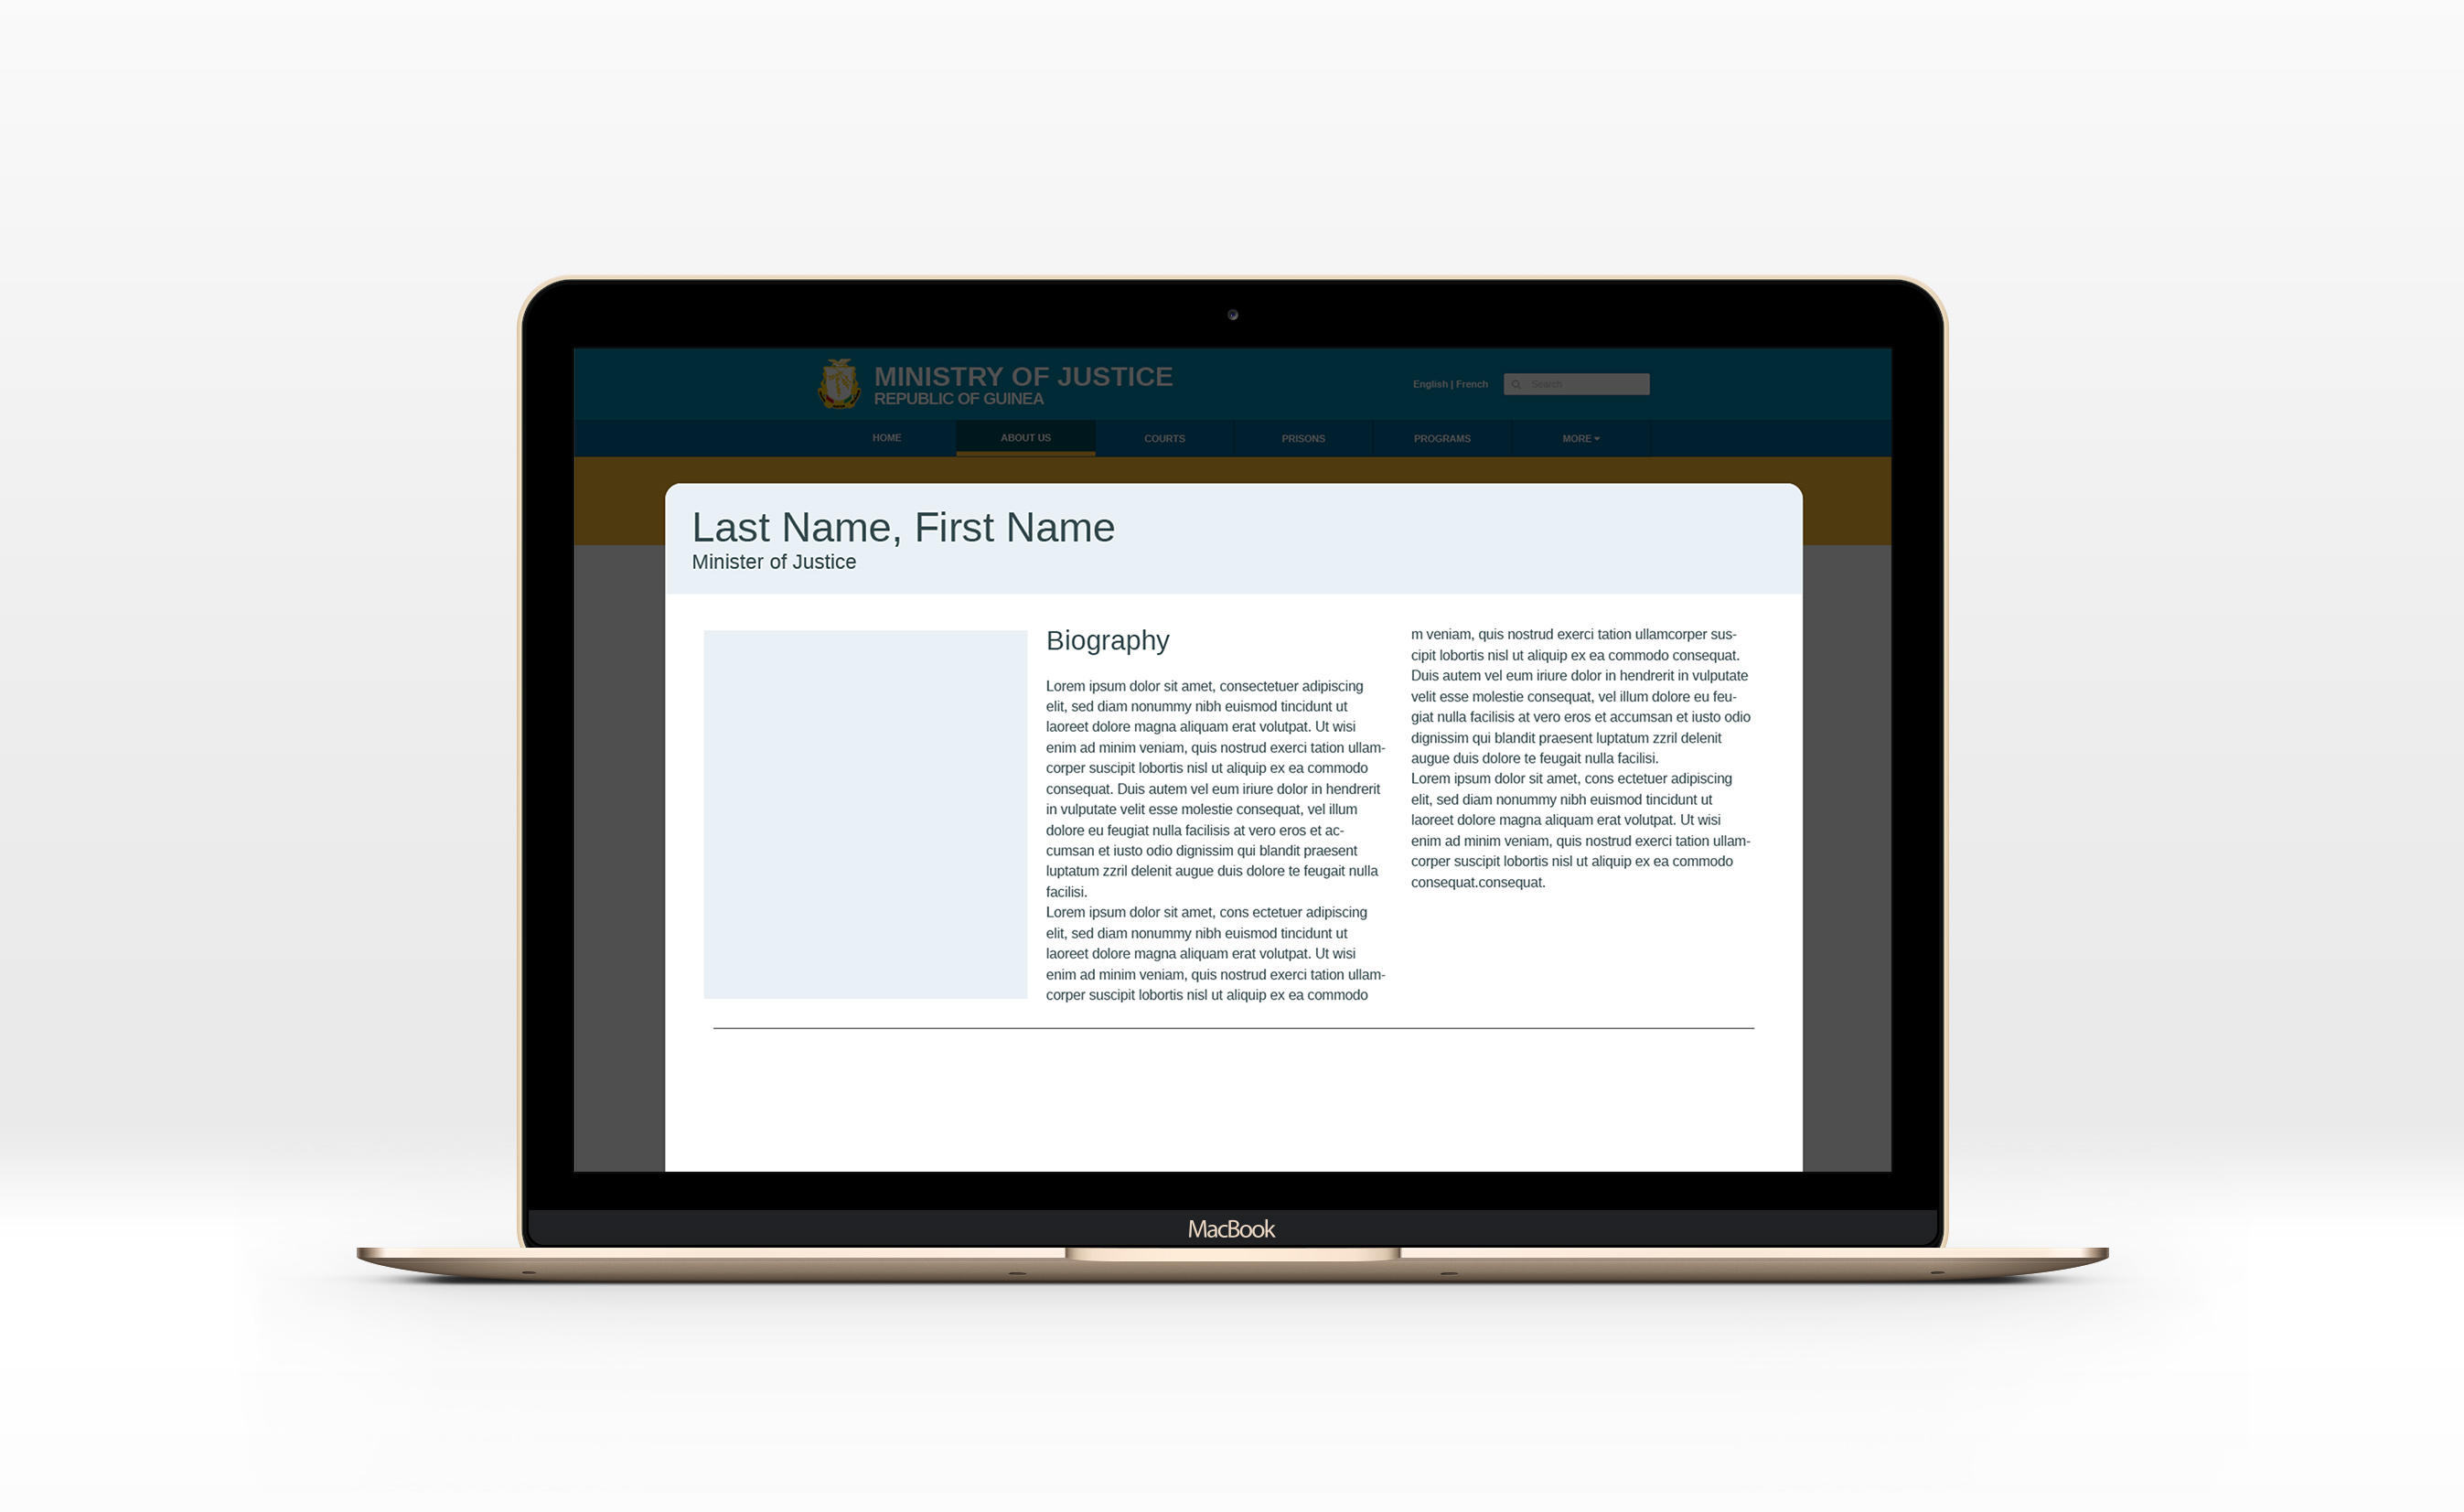 MINISTRY OF JUSTICE
REPUBLIC OF GUINEA
English | French
Search
HOME
ABOUT US
COURTS
PRISONS
PROGRAMS
MORE
Last Name, First Name
Minister of Justice
Biography
Lorem ipsum dolor sit amet, consectetuer adipiscing
elit, sed diam nonummy nibh euismod tincidunt ut
laoreet dolore magna aliquam erat volutpat. Ut wisi
enim ad minim veniam, quis nostrud exerci tation ullam-
corper suscipit lobortis nisl ut aliquip ex ea commodo
consequat. Duis autem vel eum iriure dolor in hendrerit
in vulputate velit esse molestie consequat, vel illum
dolore eu feugiat nulla facilisis at vero eros et ac-
cumsan et iusto odio dignissim qui blandit praesent
luptatum zzril delenit augue duis dolore te feugait nulla
facilisi.
Lorem ipsum dolor sit amet, cons ectetuer adipiscing
elit, sed diam nonummy nibh euismod tincidunt ut
laoreet dolore magna aliquam erat volutpat. Ut wisi
enim ad minim veniam, quis nostrud exerci tation ullam-
corper suscipit lobortis nisl ut aliquip ex ea commodo
m veniam, quis nostrud exerci tation ullamcorper sus-
cipit lobortis nisl ut aliquip ex ea commodo consequat.
Duis autem vel eum iriure dolor in hendrerit in vulputate
velit esse molestie consequat, vel illum dolore eu feu-
giat nulla facilisis at vero eros et accumsan et iusto odio
dignissim qui blandit praesent luptatum zzril delenit
augue duis dolore te feugait nulla facilisi.
Lorem ipsum dolor sit amet, cons ectetuer adipiscing
elit, sed diam nonummy nibh euismod tincidunt ut
laoreet dolore magna aliquam erat volutpat. Ut wisi
enim ad minim veniam, quis nostrud exerci tation ullam-
corper suscipit lobortis nisl ut aliquip ex ea commodo
consequat.consequat.
MacBook